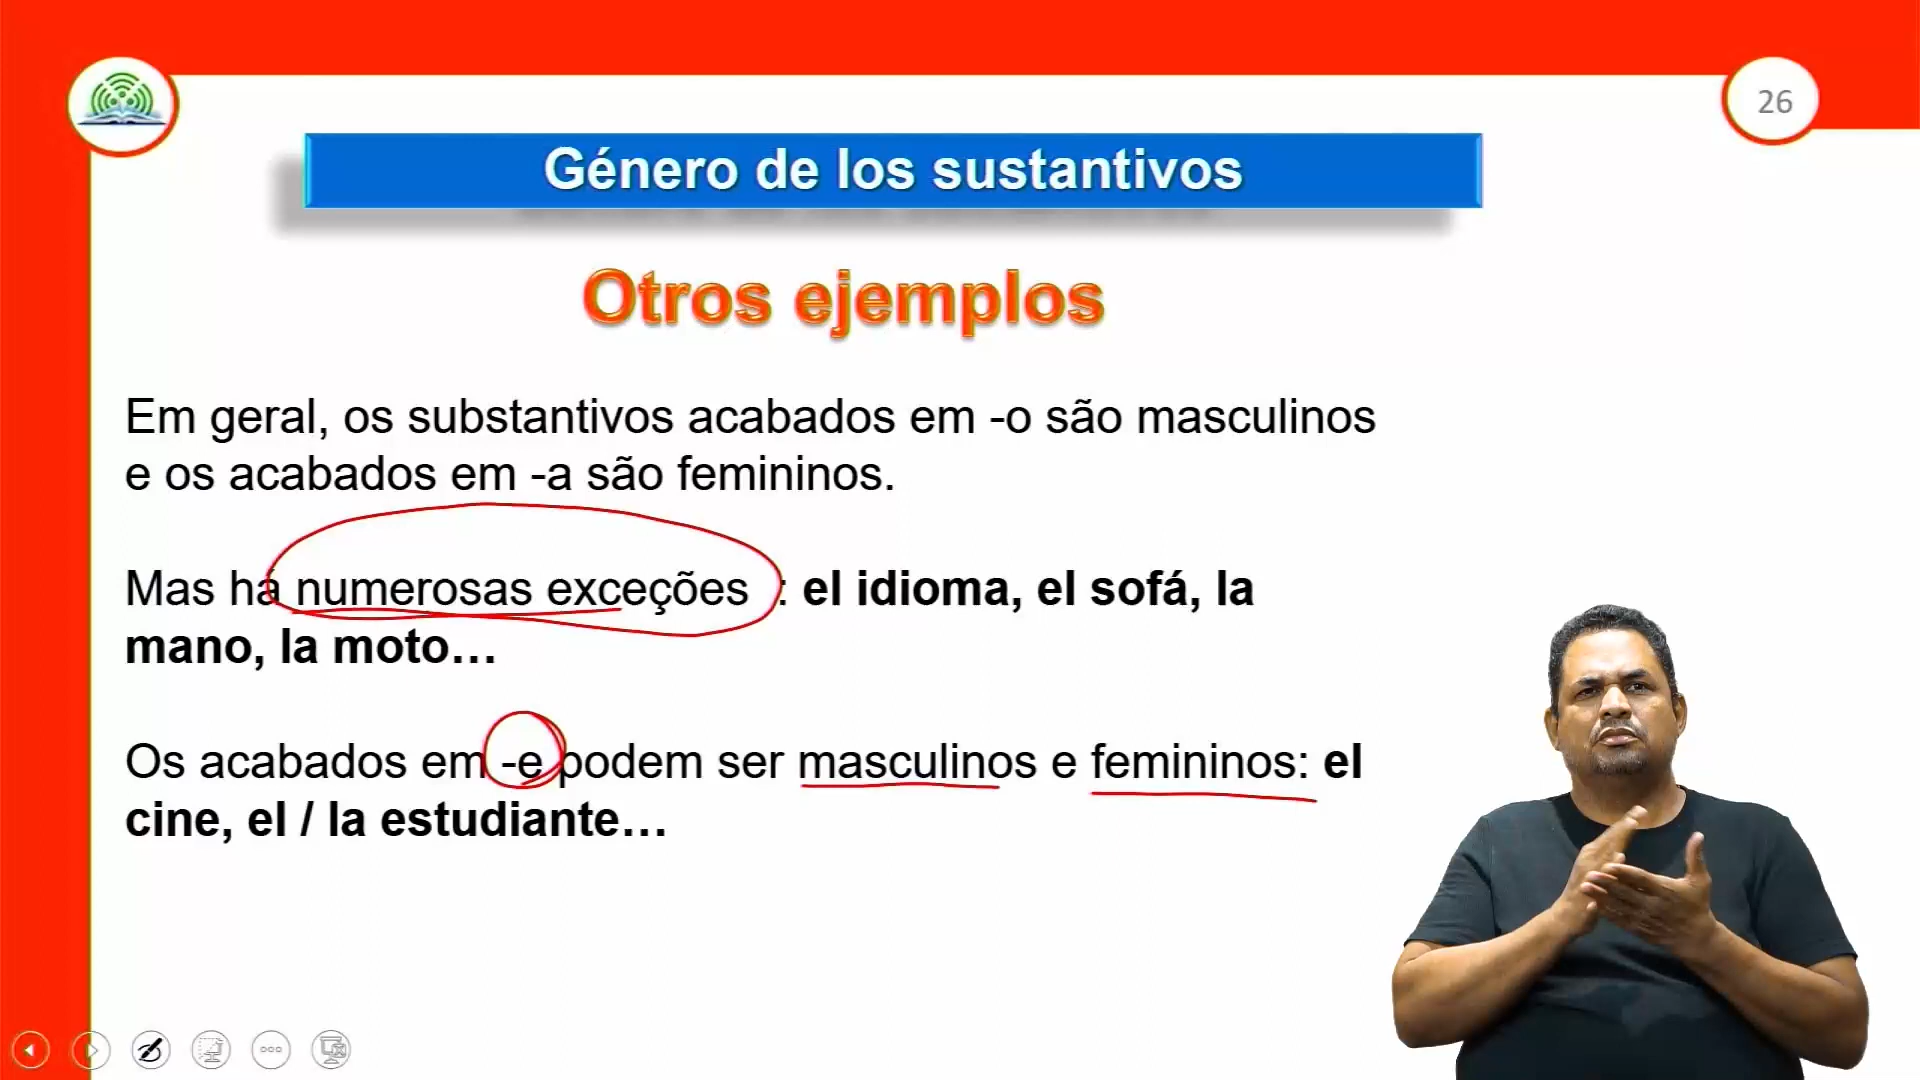 26
Género de los sustantivos
Otros ejemplos
Em geral, os substantivos acabados em -o são masculinos
e os acabados em -a são femininos.
Mas há numerosas exceções : el idioma, el sofá, la
mano, la moto...
Os acabados em -e podem ser masculinos e femininos: el
cine, el / la estudiante...